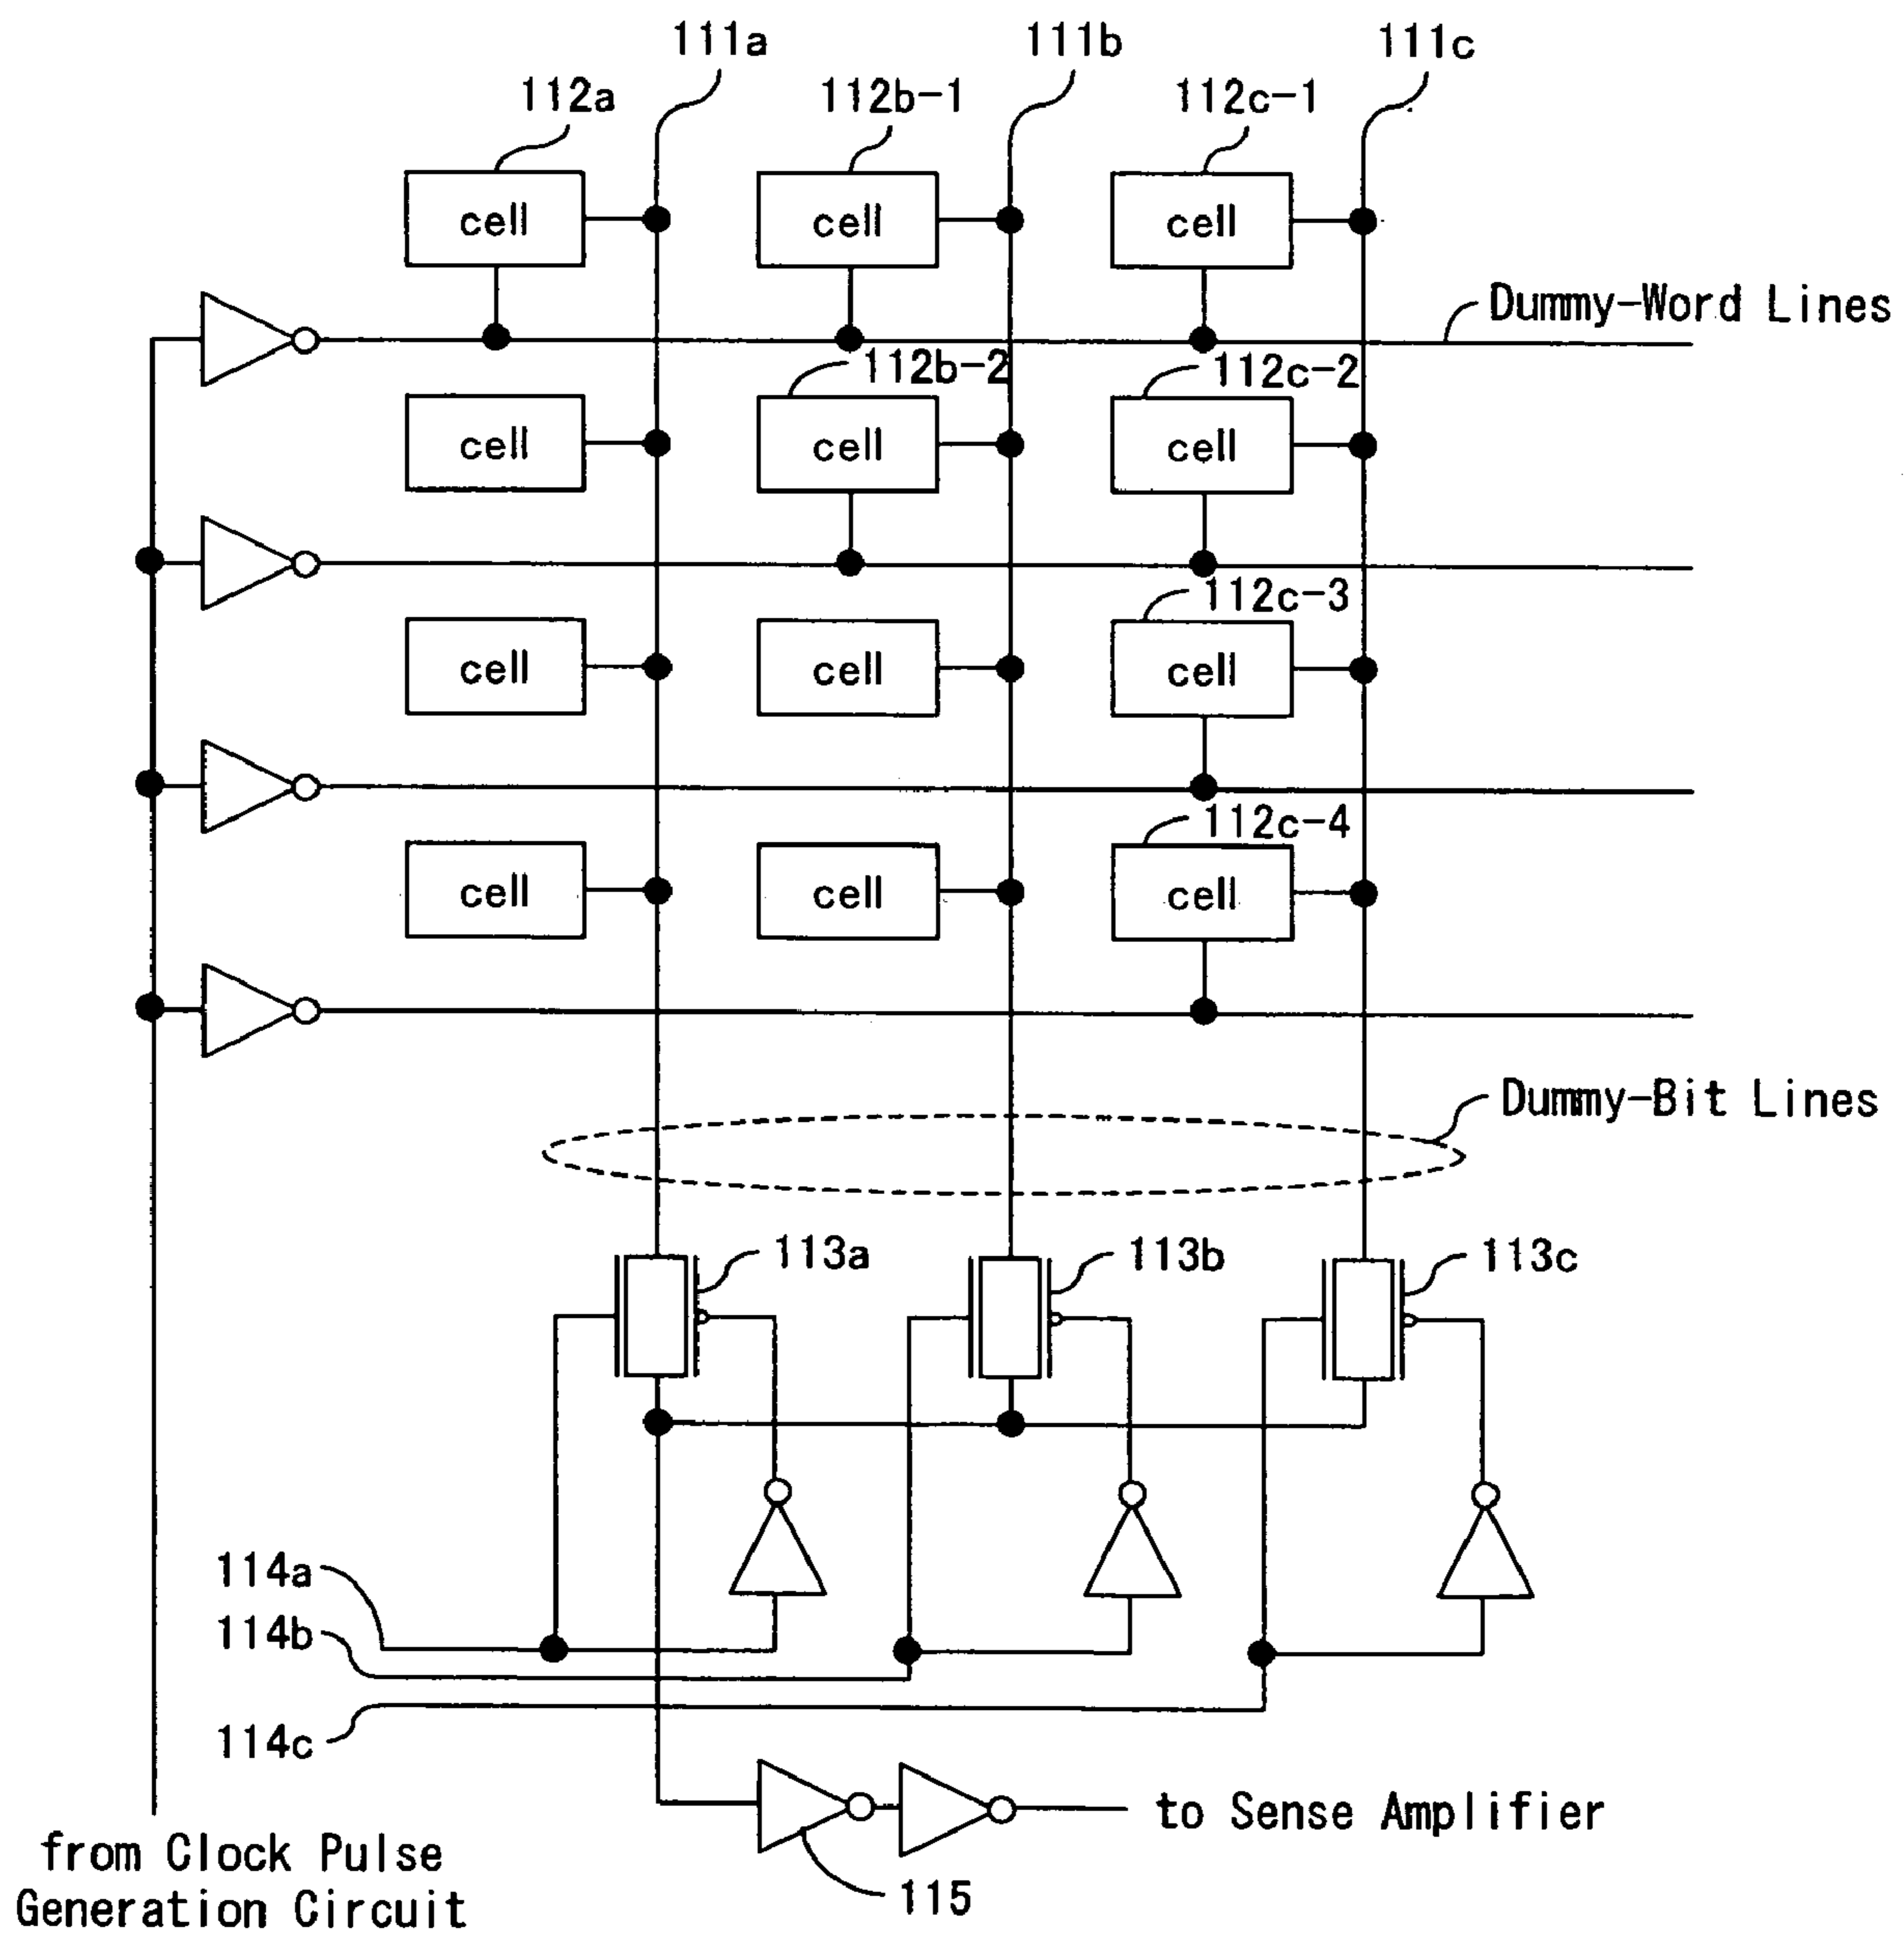 111a
111b
111c
112a
112b-1
112c-1
cell
cell
cell
Dummy-Word Lines
112b-2
112c-2
cell
cell
cell
112c-3
cell
cell
cell
112c-4
cell
cell
cell
Dummy-Bit Lines
113a
113b
113c
114a
114b
114c
to Sense Amplifier
from Clock Pulse
Generation Circuit
115